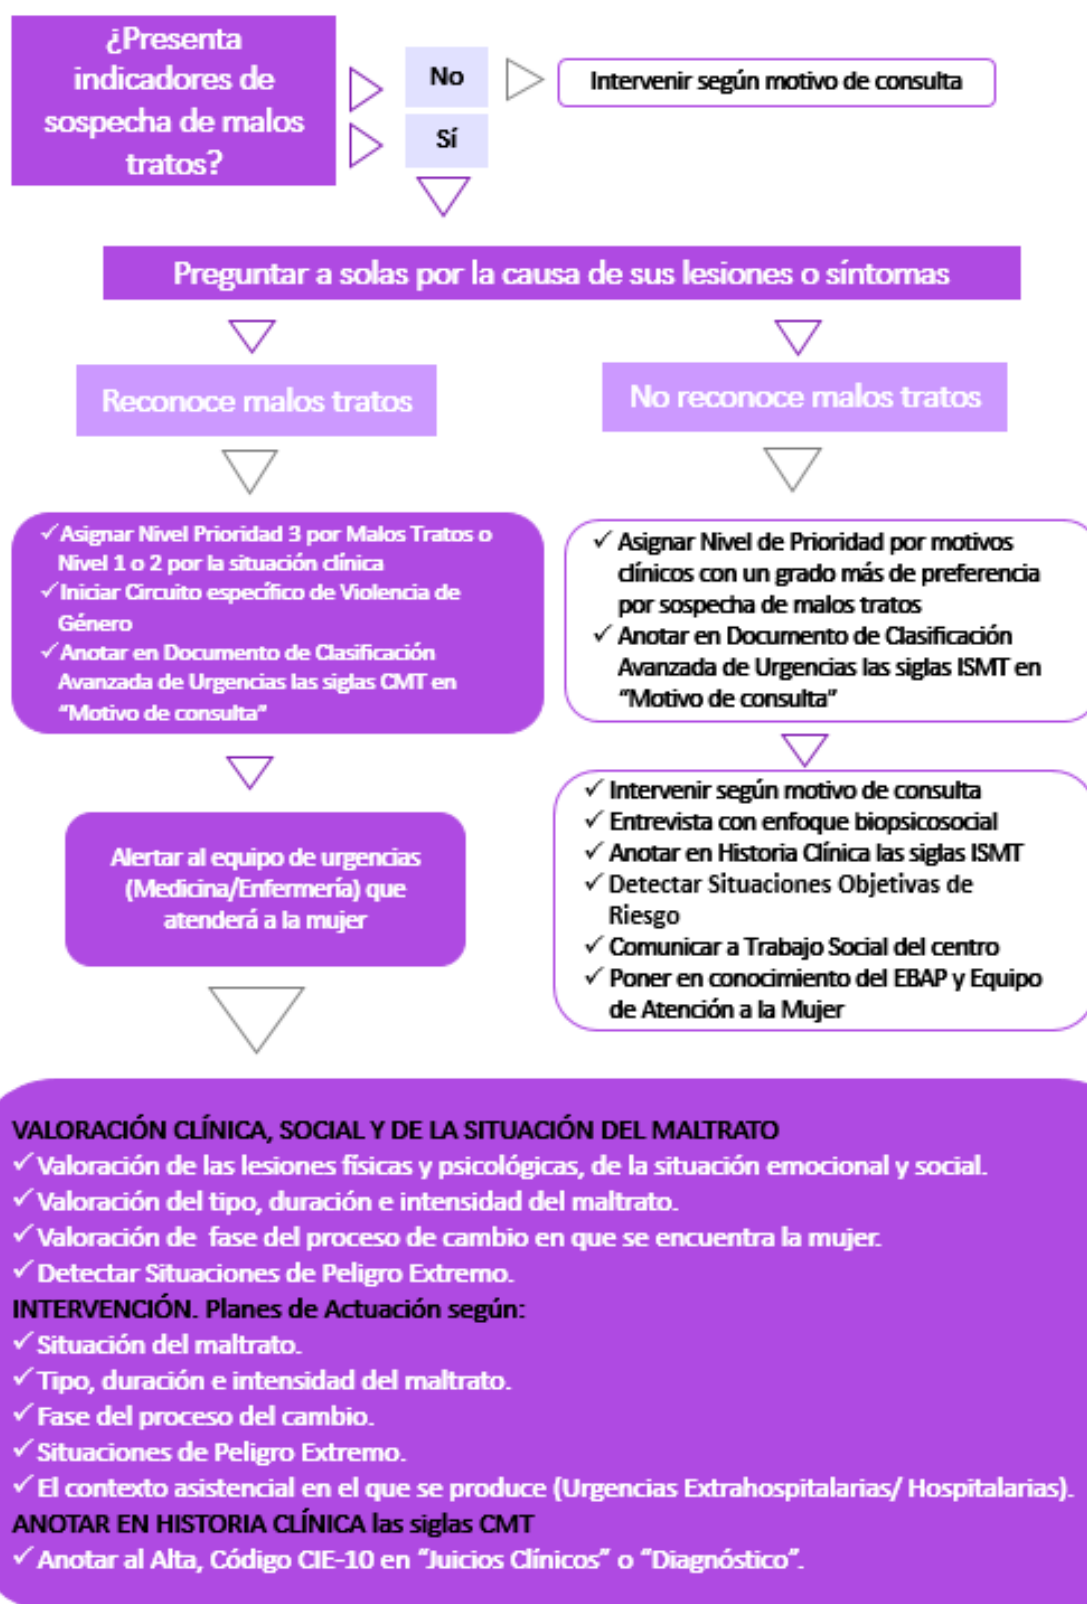 ¿Presenta
indicadores de
sospecha de malos
tratos?
No
Intervenir según motivo de consulta
Sí
Preguntar a solas por la causa de sus lesiones o síntomas
Reconoce malos tratos
✓Asignar Nivel Prioridad 3 por Malos Tratos o
Nivel 1 o 2 por la situación clínica
✓Iniciar Circuito específico de Violencia de
Género
✓Anotar en Documento de Clasificación
Avanzada de Urgencias las siglas CMT en
“Motivo de consulta”
Alertar al equipo de urgencias
(Medicina/Enfermería) que
atenderá a la mujer
No reconoce malos tratos
✓ Asignar Nivel de Prioridad por motivos
clínicos con un grado más de preferencia
por sospecha de malos tratos
✓ Anotar en Documento de Clasificación
Avanzada de Urgencias las siglas ISMT en
“Motivo de consulta”
✓ Intervenir según motivo de consulta
✓ Entrevista con enfoque biopsicosocial
✓ Anotar en Historia Clínica las siglas ISMT
✓ Detectar Situaciones Objetivas de
Riesgo
✓ Comunicar a Trabajo Social del centro
✓ Poner en conocimiento del EBAP y Equipo
de Atención a la Mujer
VALORACIÓN CLÍNICA, SOCIAL Y DE LA SITUACIÓN DEL MALTRATO
✓Valoración de las lesiones físicas y psicológicas, de la situación emocional y social.
✓Valoración del tipo, duración e intensidad del maltrato.
✓Valoración de fase del proceso de cambio en que se encuentra la mujer.
✓Detectar Situaciones de Peligro Extremo.
INTERVENCIÓN. Planes de Actuación según:
✓Situación del maltrato.
✓Tipo, duración e intensidad del maltrato.
✓Fase del proceso del cambio.
✓Situaciones de Peligro Extremo.
✓El contexto asistencial en el que se produce (Urgencias Extrahospitalarias/ Hospitalarias).
ANOTAR EN HISTORIA CLÍNICA las siglas CMT
✓Anotar al Alta, Código CIE-10 en “Juicios Clínicos” o “Diagnóstico”.